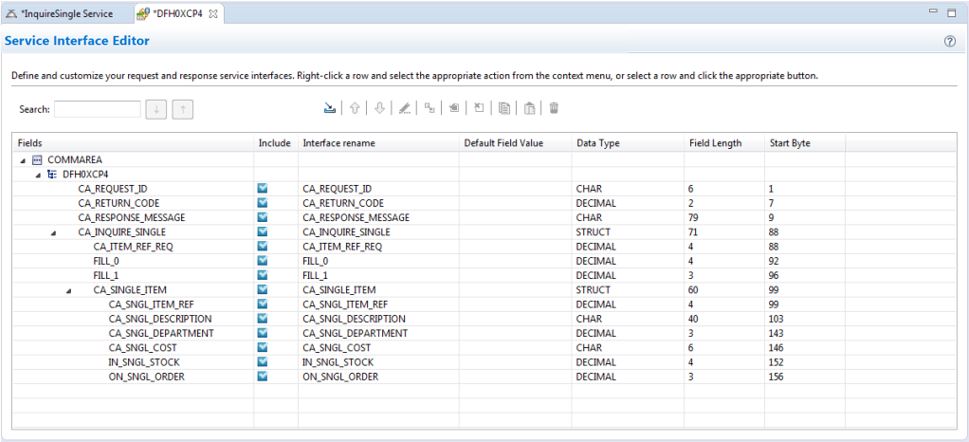 *InquireSingle Service *DFH0XCP4
Service Interface Editor
Define and customize your request and response service interfaces. Right-click a row and select the appropriate action from the context menu, or select a row and click the appropriate button.
Search:
Fields Include Interface rename Default Field Value Data Type Field Length Start Byte
COMMAREA
DFH0XCP4
CA_REQUEST_ID CA_REQUEST_ID CHAR 6 1
CA_RETURN_CODE CA_RETURN_CODE DECIMAL 2 7
CA_RESPONSE_MESSAGE CA_RESPONSE_MESSAGE CHAR 79 9
CA_INQUIRE_SINGLE CA_INQUIRE_SINGLE STRUCT 71 88
CA_ITEM_REF_REQ CA_ITEM_REF_REQ DECIMAL 4 88
FILL_0 FILL_0 DECIMAL 4 92
FILL_1 FILL_1 DECIMAL 3 96
CA_SINGLE_ITEM CA_SINGLE_ITEM STRUCT 60 99
CA_SNGL_ITEM_REF CA_SNGL_ITEM_REF DECIMAL 4 99
CA_SNGL_DESCRIPTION CA_SNGL_DESCRIPTION CHAR 40 103
CA_SNGL_DEPARTMENT CA_SNGL_DEPARTMENT DECIMAL 3 143
CA_SNGL_COST CA_SNGL_COST CHAR 6 146
IN_SNGL_STOCK IN_SNGL_STOCK DECIMAL 4 152
ON_SNGL_ORDER ON_SNGL_ORDER DECIMAL 3 156